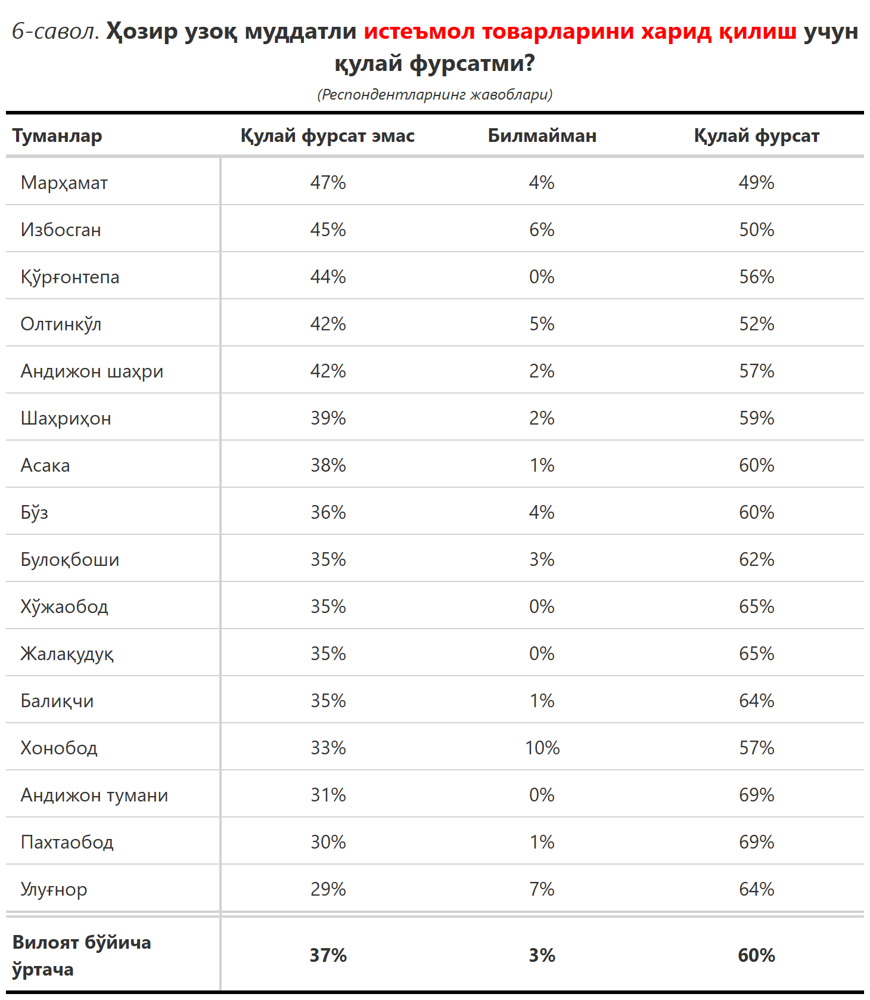 6-савол. Ҳозир узоқ муддатли истеъмол товарларини харид қилиш учун
қулай фурсатми?
(Респондентларнинг жавоблари)
Туманлар Қулай фурсат эмас Билмайман Қулай фурсат
Марҳамат 47% 4% 49%
Избосган 45% 6% 50%
Қўрғонтепа 44% 0% 56%
Олтинкўл 42% 5% 52%
Андижон шаҳри 42% 2% 57%
Шаҳриҳон 39% 2% 59%
Асака 38% 1% 60%
Бўз 36% 4% 60%
Булоқбоши 35% 3% 62%
Хўжаобод 35% 0% 65%
Жалақудуқ 35% 0% 65%
Балиқчи 35% 1% 64%
Хонобод 33% 10% 57%
Андижон тумани 31% 0% 69%
Пахтаобод 30% 1% 69%
Улуғнор 29% 7% 64%
Вилоят бўйича
ўртача 37% 3% 60%